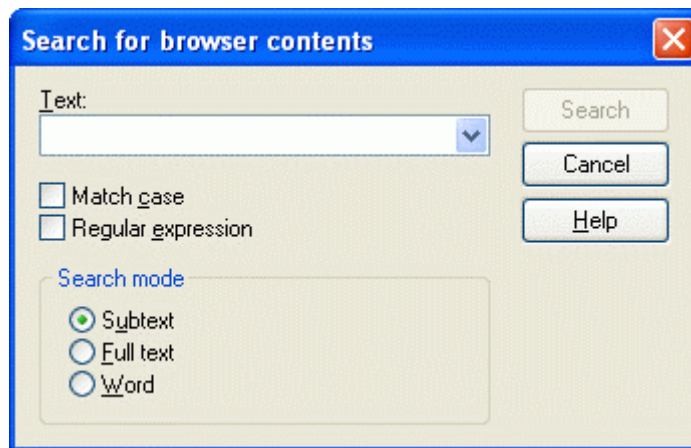 Search for browser contents
Text:
Search
Cancel
Match case
Regular expression
Help
Search mode
Subtext
Full text
Word